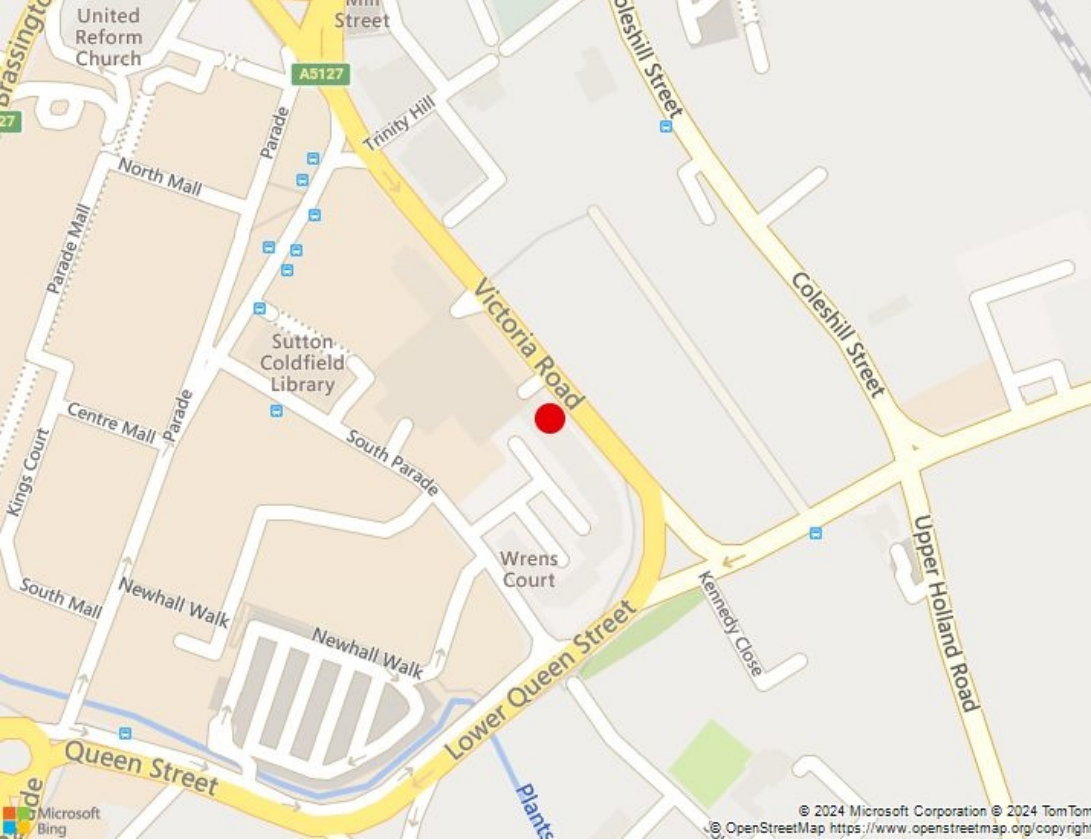 United
Reform
Church
Mill
Street
Brassington
A5127
27
Coleshill Street
Trinity Hill
Parade
North Mall
Parade Mall
Victoria Road
Coleshill Street
Sutton
Coldfield
Library
Centre Mall
Parade
Kings Court
South Parade
Wrens
Court
Upper Holland Road
Kennedy Close
South Mall
Newhall Walk
Newhall Walk
Lower Queen Street
Queen Street
Plants
Microsoft
Bing
© 2024 Microsoft Corporation © 2024 TomTom
© OpenStreetMap https://www.openstreetmap.org/copyright